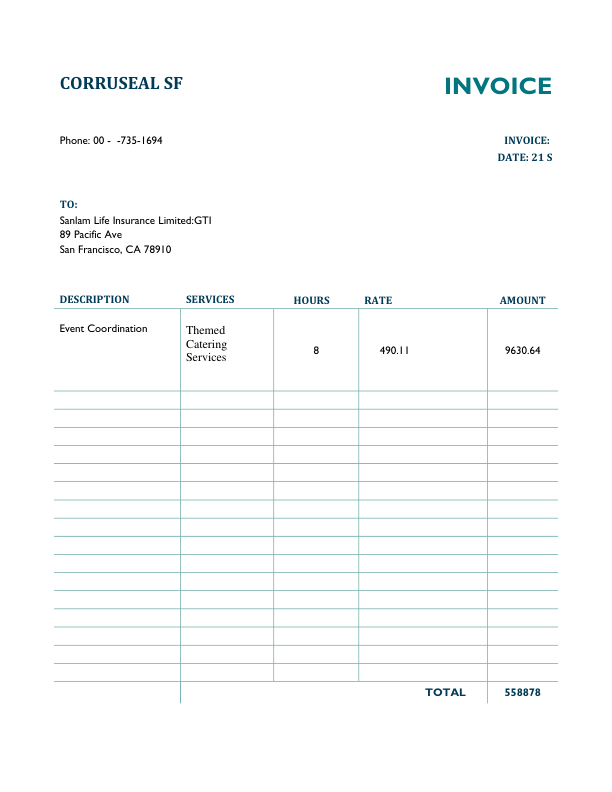 CORRUSEAL SF
INVOICE
Phone: 00 -  -735-1694
INVOICE:
DATE: 21 S
TO:
Sanlam Life Insurance Limited:GTI
89 Pacific Ave
San Francisco, CA 78910
DESCRIPTION SERVICES HOURS RATE AMOUNT
Event Coordination
Themed
Catering
Services
8 490.11 9630.64
TOTAL 558878